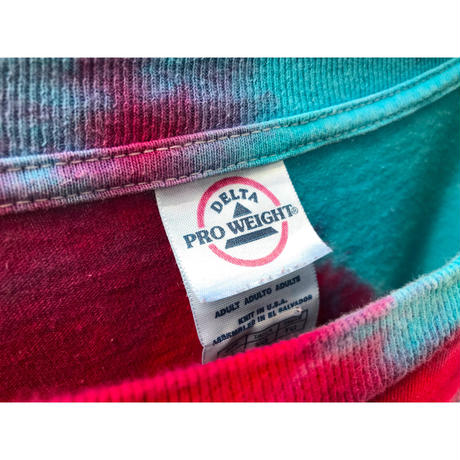 DELTA
PRO WEIGHT®
ADULT ADULTO ADULTE
KNIT IN U.S.A.
ASSEMBLED IN EL SALVADOR